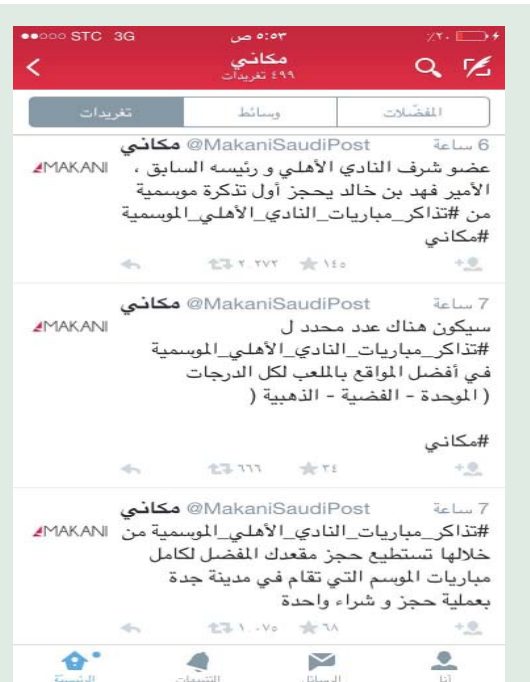 STC 3G ٥:٥٣ ص ٪٢٠
مكاني
٤٩٩ تغريدات
تغريدات وسائط المفضّلات
مكاني @MakaniSaudiPost 6 ساعة
MAKANI
عضو شرف النادي الأهلي و رئيسه السابق ،
الأمير فهد بن خالد يحجز أول تذكرة موسمية
من #تذاكر_مباريات_النادي_الأهلي_الموسمية
#مكاني
٢.٢٧٢ ١٤٥
مكاني @MakaniSaudiPost 7 ساعة
MAKANI
سيكون هناك عدد محدد ل
#تذاكر_مباريات_النادي_الأهلي_الموسمية
في أفضل المواقع بالملعب لكل الدرجات
( الموحدة - الفضية - الذهبية (
#مكاني
٦٦٦ ٣٤
مكاني @MakaniSaudiPost 7 ساعة
MAKANI
#تذاكر_مباريات_النادي_الأهلي_الموسمية من
خلالها تستطيع حجز مقعدك المفضل لكامل
مباريات الموسم التي تقام في مدينة جدة
بعملية حجز و شراء واحدة
١.٠٧٥ ٦٨
الرئيسية التنبيهات الرسائل أنا